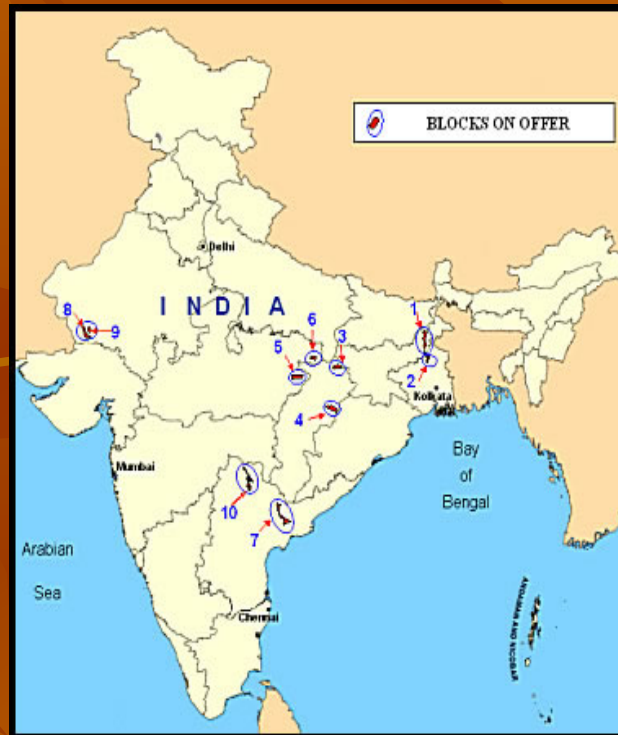 BLOCKS ON OFFER
Delhi
INDIA
8
9
6
3
1
5
2
4
Kolkata
Mumbai
10
7
Bay
of
Bengal
Arabian
Sea
Chennai
ANDAMAN AND NICOBAR